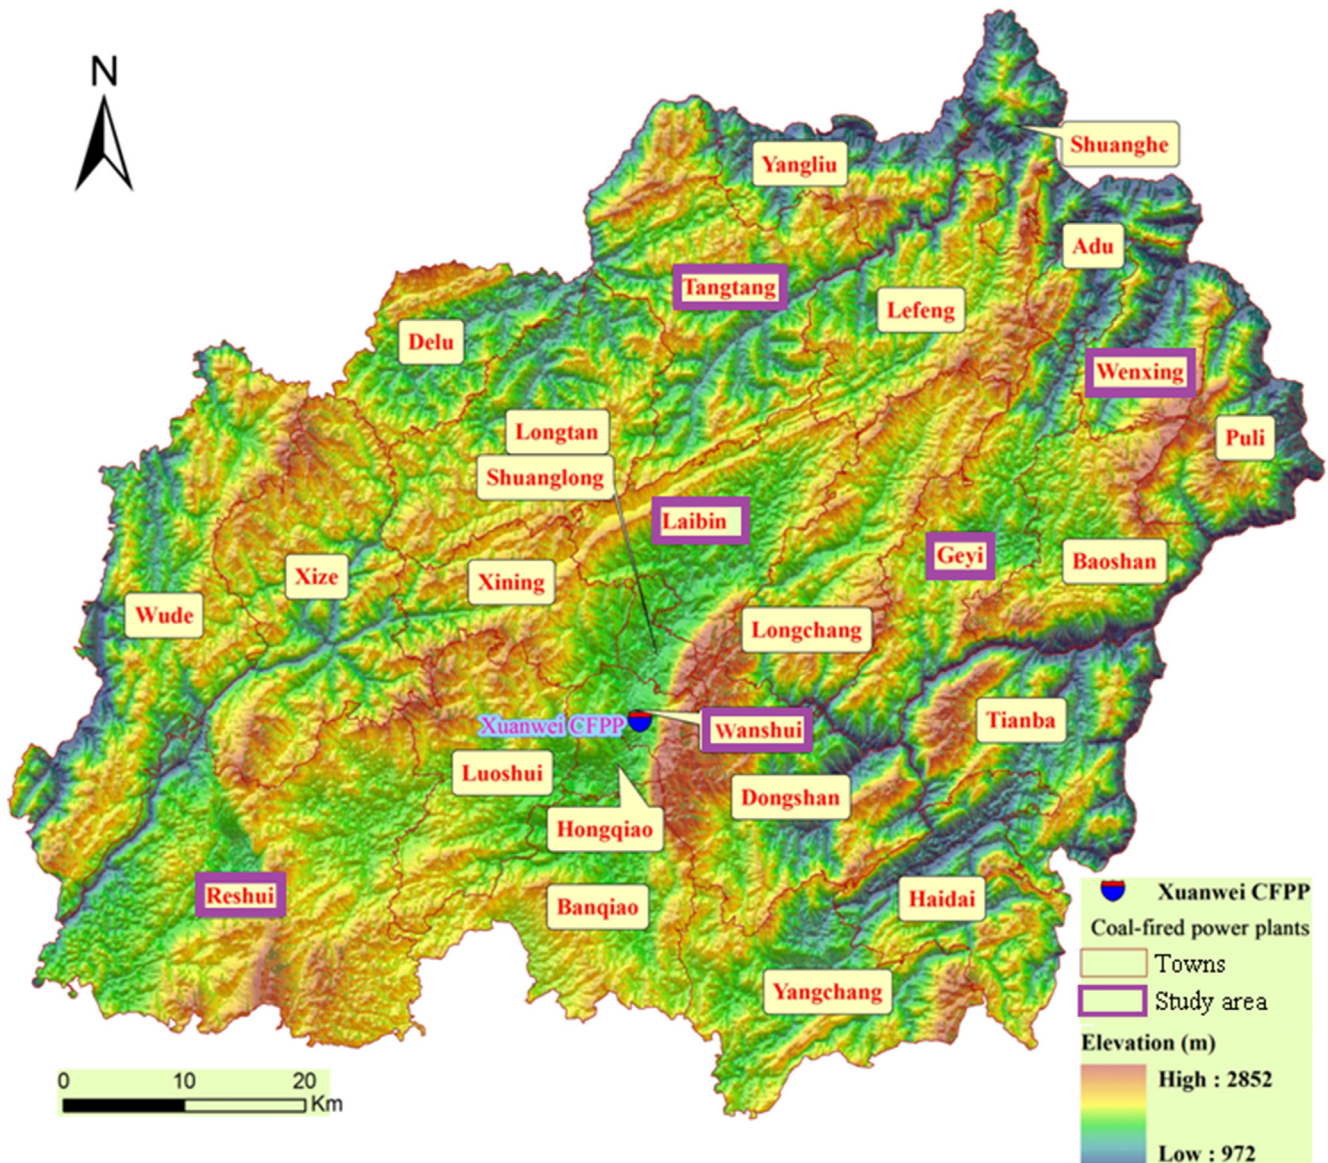 N
Shuanghe
Yangliu
Adu
Tangtang
Lefeng
Delu
Wenxing
Longtan
Puli
Shuanglong
Laibin
Geyi
Baoshan
Xize
Xining
Wude
Longchang
Tianba
Xuanwei CFPP
Wanshui
Luoshui
Dongshan
Hongqiao
Reshui
Banqiao
Haidai
Yangchang
Xuanwei CFPP
Coal-fired power plants
Towns
Study area
Elevation (m)
High : 2852
Low : 972
0 10 20
Km